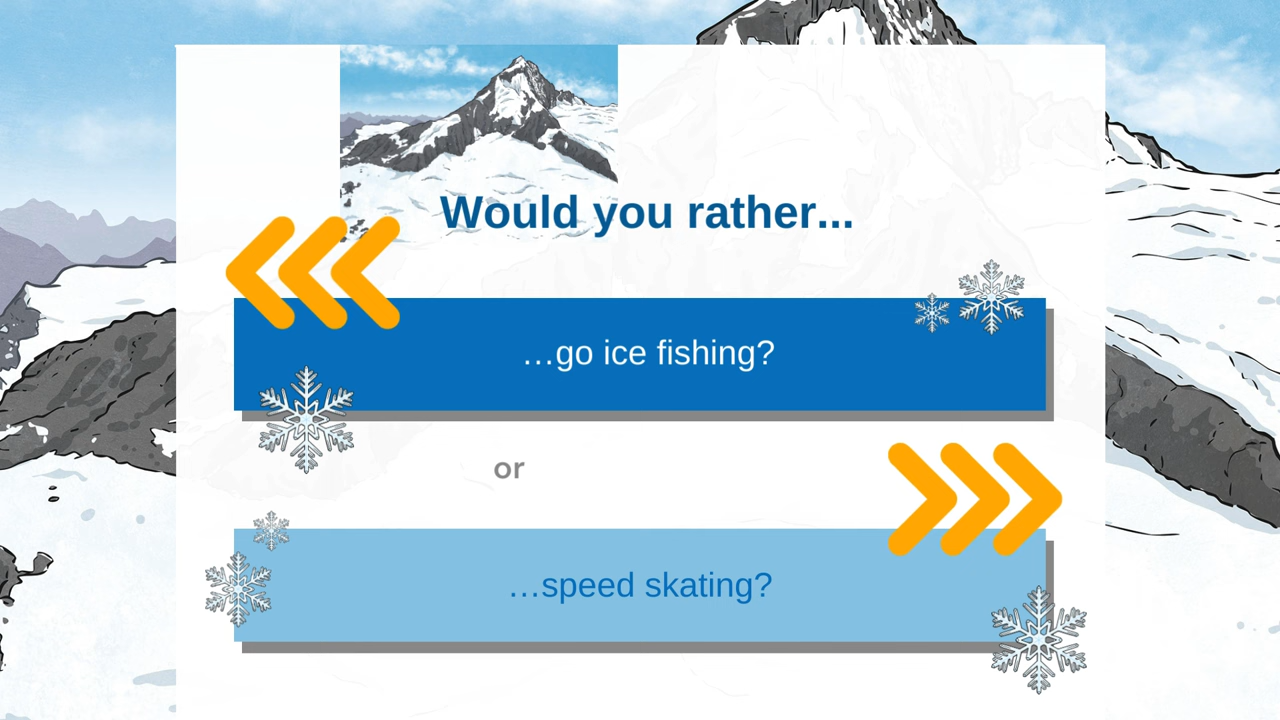 Would you rather...
…go ice fishing?
or
…speed skating?